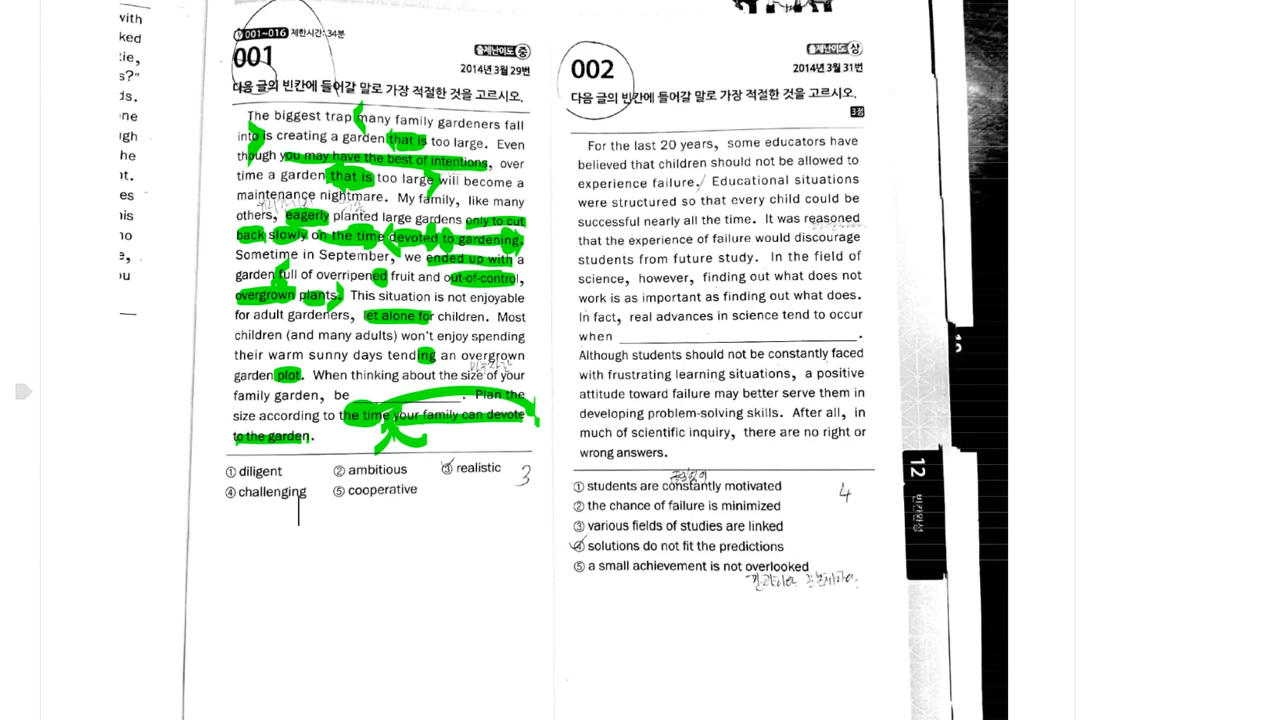 with
ked
tie,
s?"
ds.
one
ugh
the
nt.
es
his
no
e,
ou
001~016 제한시간: 34분
001
출제난이도 중
2014년 3월 29번
다음 글의 빈칸에 들어갈 말로 가장 적절한 것을 고르시오.
The biggest trap many family gardeners fall
into is creating a garden that is too large. Even
though you may have the best of intentions, over
time a garden that is too large will become a
maintenance nightmare. My family, like many
others, eagerly planted large gardens only to cut
back slowly on the time devoted to gardening.
Sometime in September, we ended up with a
garden full of overripened fruit and out-of-control,
overgrown plants. This situation is not enjoyable
for adult gardeners, let alone for children. Most
children (and many adults) won't enjoy spending
their warm sunny days tending an overgrown
garden plot. When thinking about the size of your
family garden, be ____________. Plan the
size according to the time your family can devote
to the garden.
① diligent ② ambitious ③ realistic 3
④ challenging ⑤ cooperative
002
출제난이도 상
2014년 3월 31번
다음 글의 빈칸에 들어갈 말로 가장 적절한 것을 고르시오.
3점
For the last 20 years, some educators have
believed that children should not be allowed to
experience failure. Educational situations
were structured so that every child could be
successful nearly all the time. It was reasoned
that the experience of failure would discourage
students from future study. In the field of
science, however, finding out what does not
work is as important as finding out what does.
In fact, real advances in science tend to occur
when ____________.
Although students should not be constantly faced
with frustrating learning situations, a positive
attitude toward failure may better serve them in
developing problem-solving skills. After all, in
much of scientific inquiry, there are no right or
wrong answers.
① students are constantly motivated 4
② the chance of failure is minimized
③ various fields of studies are linked
④ solutions do not fit the predictions
⑤ a small achievement is not overlooked
12
빈칸완성